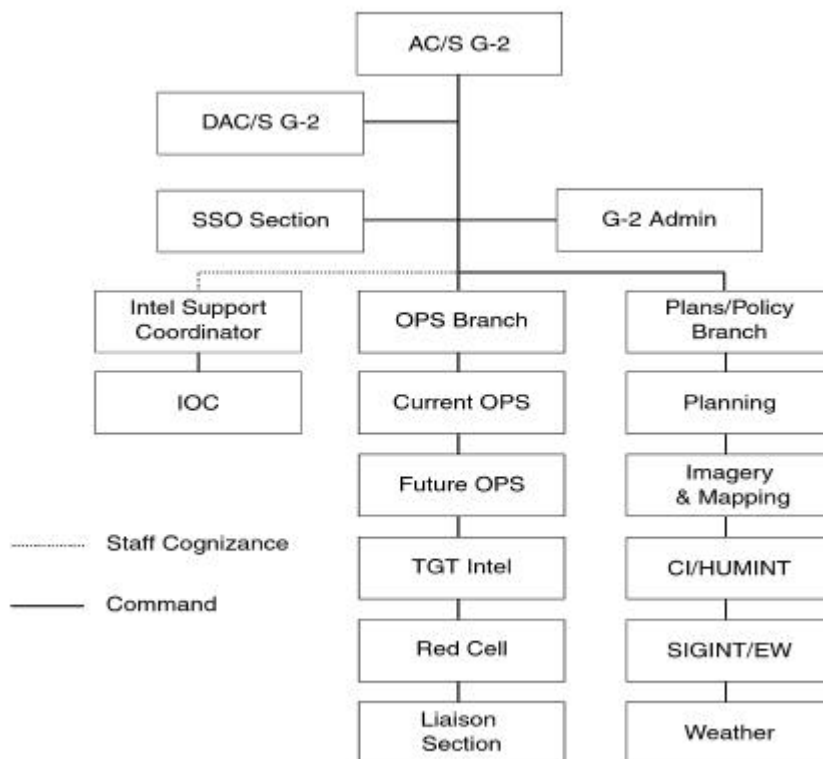 AC/S G-2
DAC/S G-2
SSO Section
G-2 Admin
Intel Support
Coordinator
OPS Branch
Plans/Policy
Branch
IOC
Current OPS
Planning
Future OPS
Imagery
& Mapping
Staff Cognizance
TGT Intel
CI/HUMINT
Command
Red Cell
SIGINT/EW
Liaison
Section
Weather